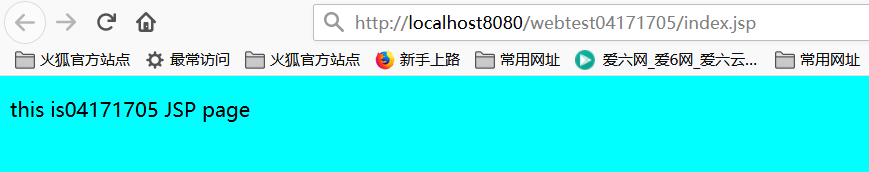 http://localhost8080/webtest04171705/index.jsp
火狐官方站点 最常访问 火狐官方站点 新手上路 常用网址 爱六网_爱6网_爱六云... 常用网址
this is04171705 JSP page